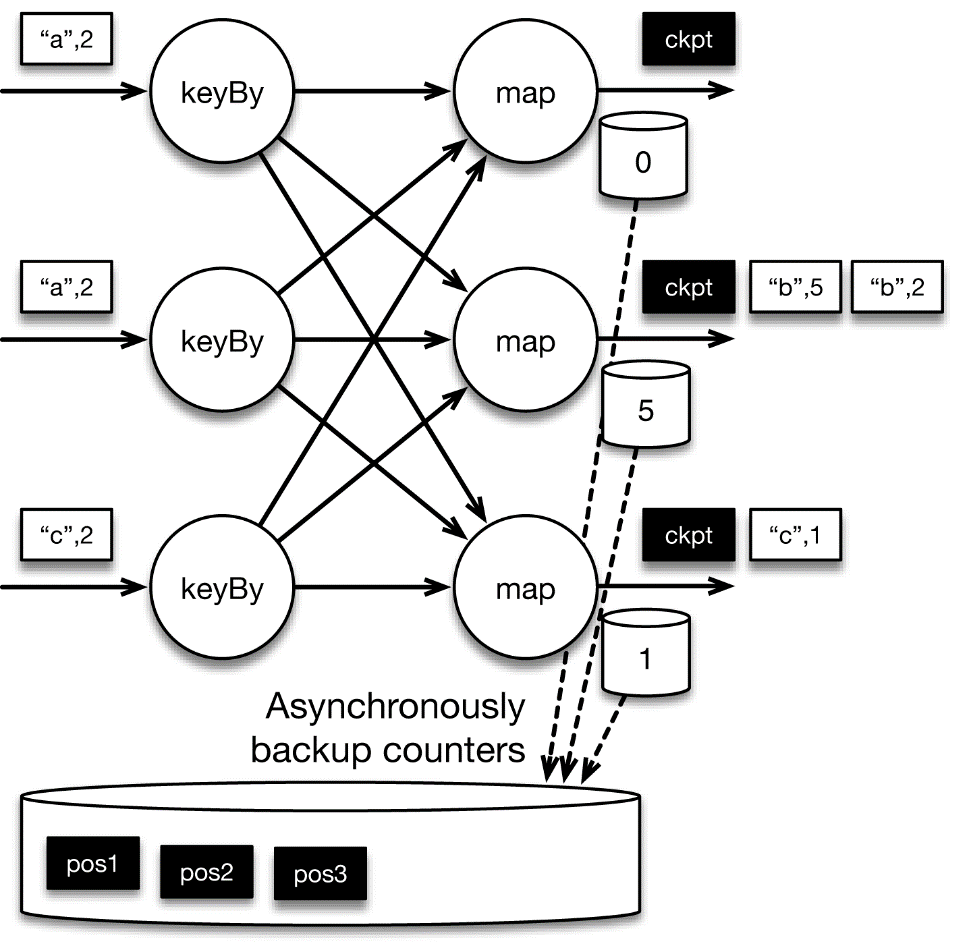 “a”,2
keyBy
map
ckpt
0
“a”,2
keyBy
map
ckpt
“b”,5
“b”,2
5
“c”,2
keyBy
map
ckpt
“c”,1
1
Asynchronously
backup counters
pos1
pos2
pos3